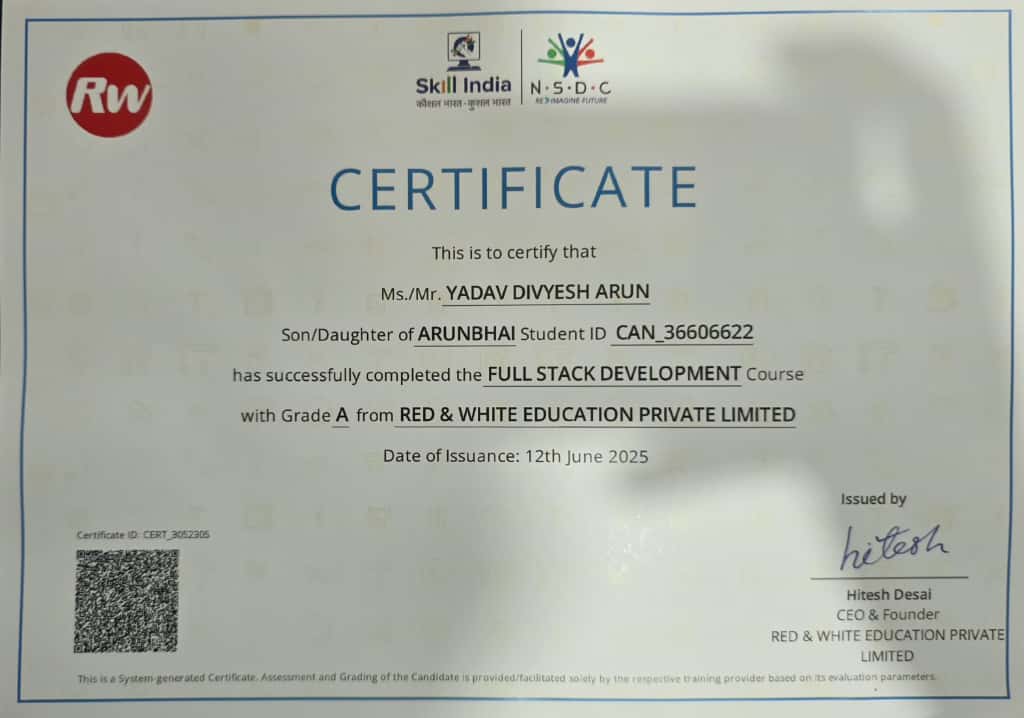 Rw
Skill India
कौशल भारत - कुशल भारत
N·S·D·C
RE IMAGINE FUTURE
CERTIFICATE
This is to certify that
Ms./Mr. YADAV DIVYESH ARUN
Son/Daughter of ARUNBHAI Student ID CAN_36606622
has successfully completed the FULL STACK DEVELOPMENT Course
with Grade A from RED & WHITE EDUCATION PRIVATE LIMITED
Date of Issuance: 12th June 2025
Certificate ID: CERT_3052305
Issued by
hitesh
Hitesh Desai
CEO & Founder
RED & WHITE EDUCATION PRIVATE
LIMITED
This is a System-generated Certificate. Assessment and Grading of the Candidate is provided/facilitated solely by the respective training provider based on its evaluation parameters.